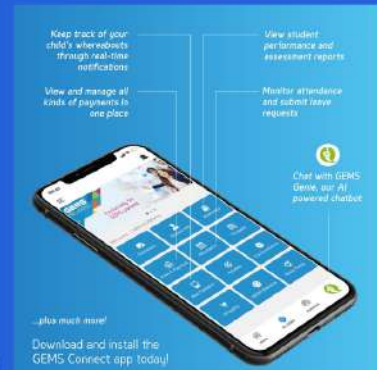 Keep track of your
child's whereabouts
through real-time
notifications
View and manage all
kinds of payments in
one place
View student
performance and
assessment reports
Monitor attendance
and submit leave
requests
Chat with GEMS
Genie, our AI
powered chatbot
GEMS
...plus much more!
Download and install the
GEMS Connect app today!